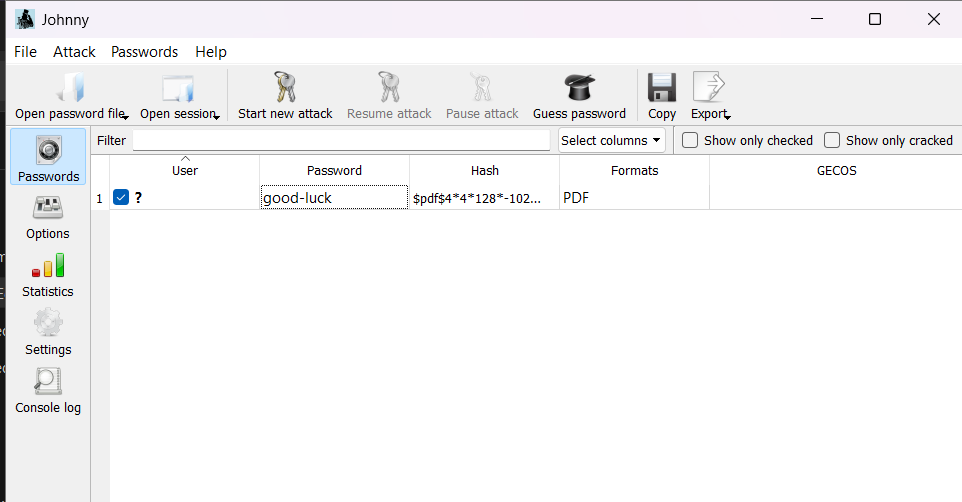 Johnny
File Attack Passwords Help
Open password file Open session Start new attack Resume attack Pause attack Guess password Copy Export
Passwords
Options
Statistics
Settings
Console log
Filter Select columns Show only checked Show only cracked
User Password Hash Formats GECOS
1 ? good-luck $pdf$4*4*128*-102... PDF